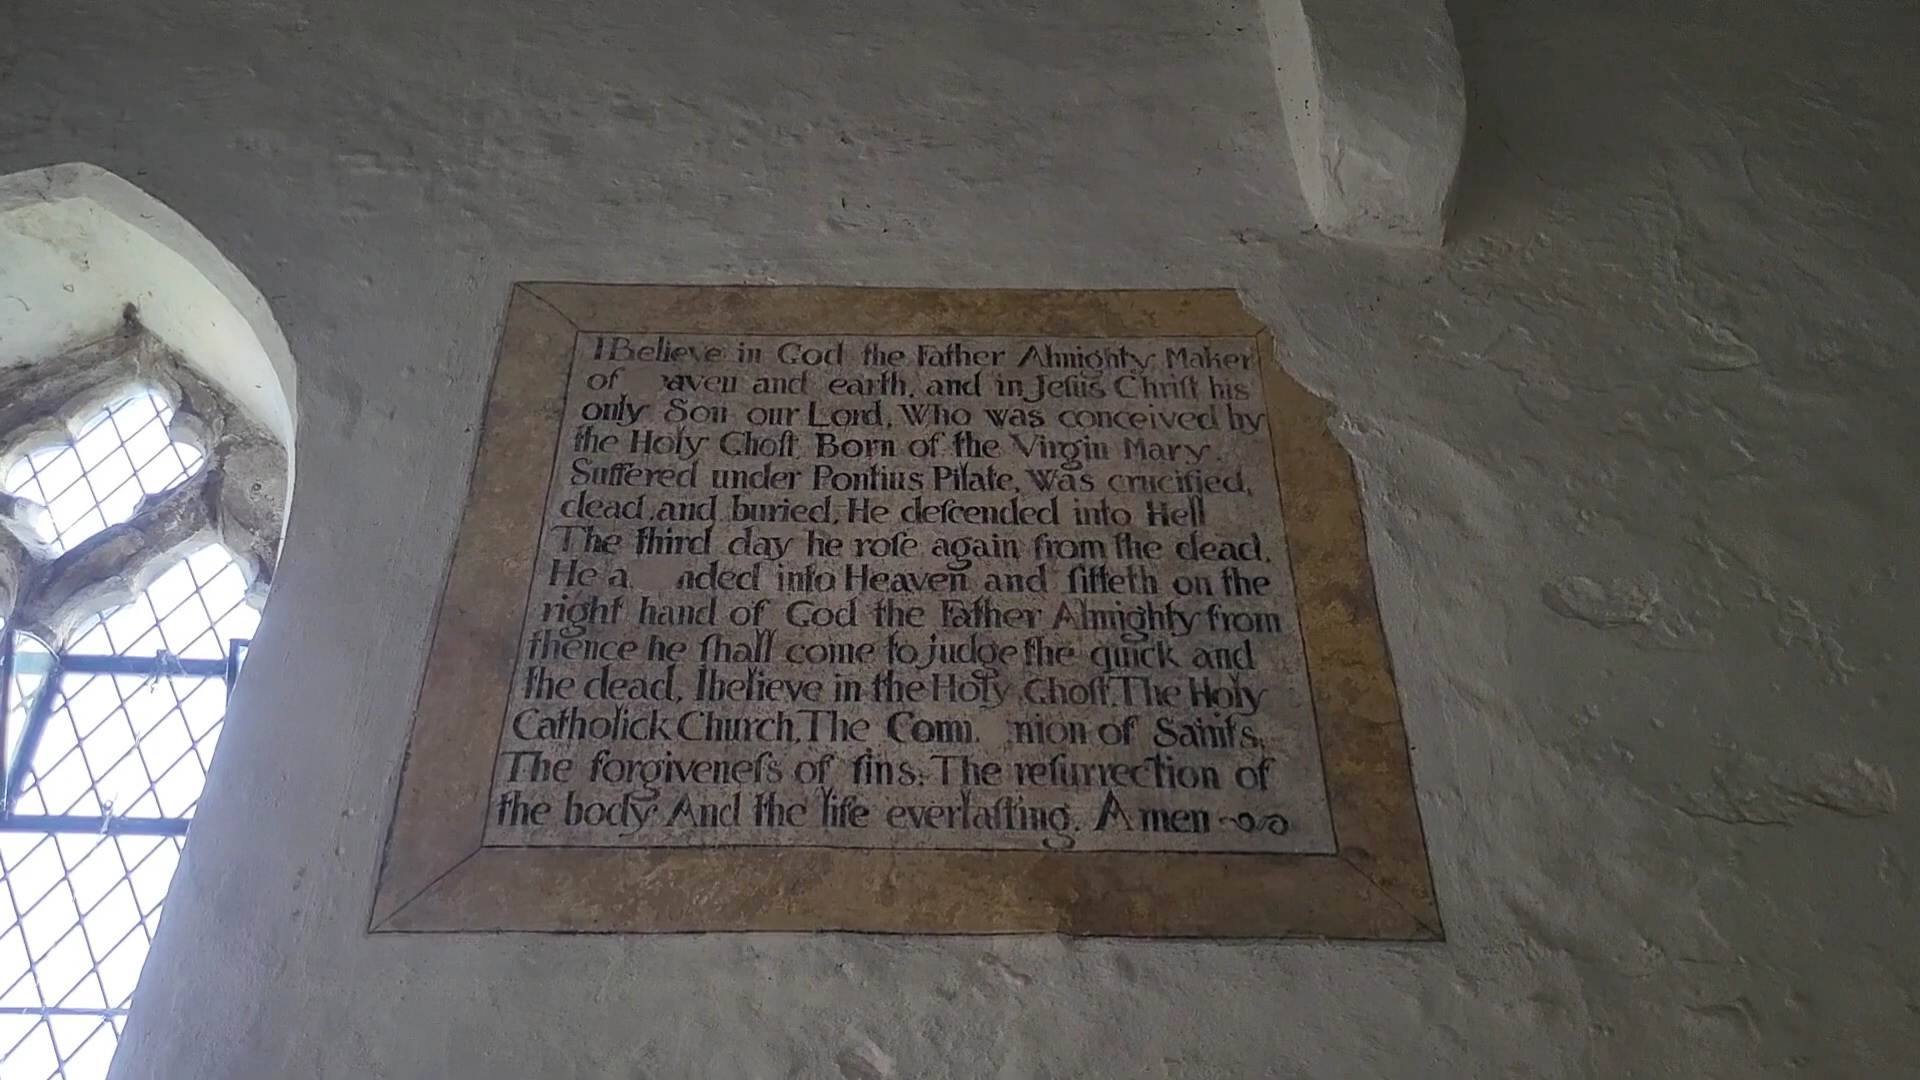 I Believe in God the Father Almighty Maker
of    aven and earth, and in Jeſus Chriſt his
only Son our Lord, Who was conceived by
the Holy Ghoſt, Born of the Virgin Mary
Suffered under Pontius Pilate, Was crucified,
dead, and buried, He deſcended into Hell
The third day he roſe again from the dead,
He a    nded into Heaven and ſitteth on the
right hand of God the Father Almighty from
thence he ſhall come to judge the quick and
the dead, I believe in the Holy Ghoſt, The Holy
Catholick Church, The Com   nion of Saints,
The forgiveneſs of ſins: The reſurrection of
the body And the life everlaſting. Amen